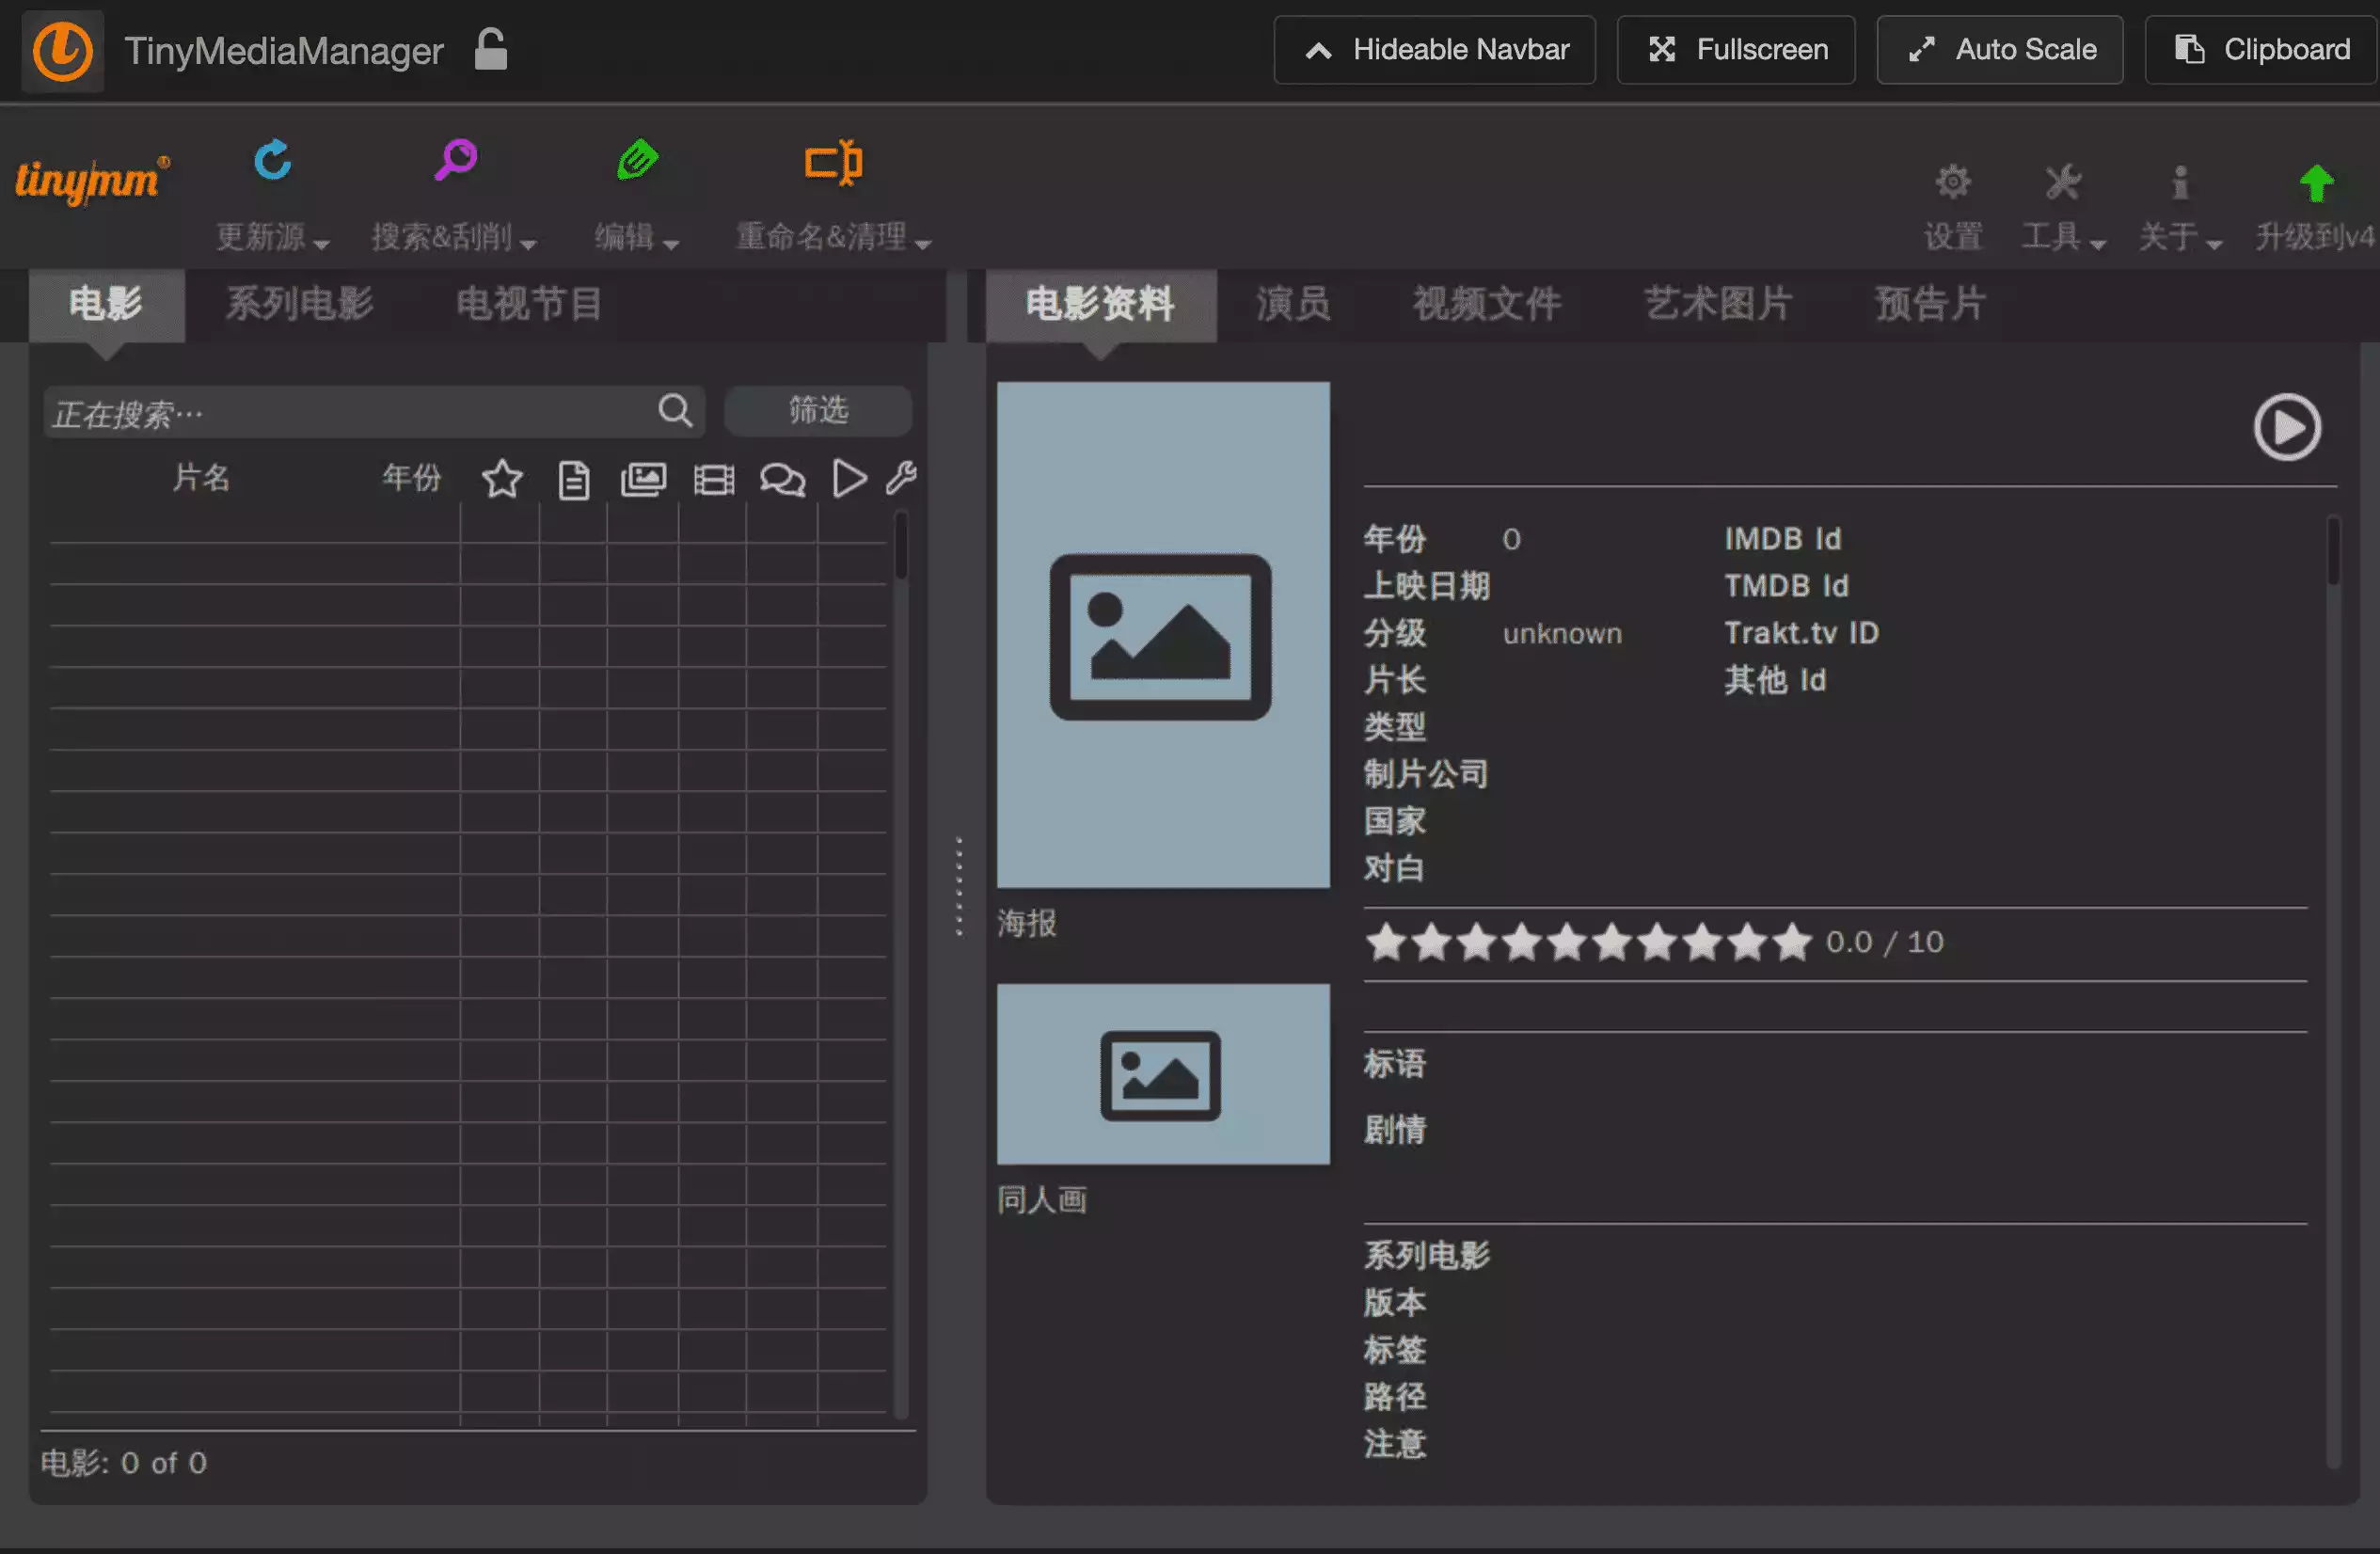 TinyMediaManager
Hideable Navbar
Fullscreen
Auto Scale
Clipboard
tinymm
更新源
搜索&刮削
编辑
重命名&清理
设置
工具
关于
升级到v4
电影
系列电影
电视节目
电影资料
演员
视频文件
艺术图片
预告片
正在搜索…
筛选
片名
年份
电影: 0 of 0
海报
同人画
年份 0
IMDB Id
上映日期
TMDB Id
分级 unknown
Trakt.tv ID
片长
其他 Id
类型
制片公司
国家
对白
0.0 / 10
标语
剧情
系列电影
版本
标签
路径
注意